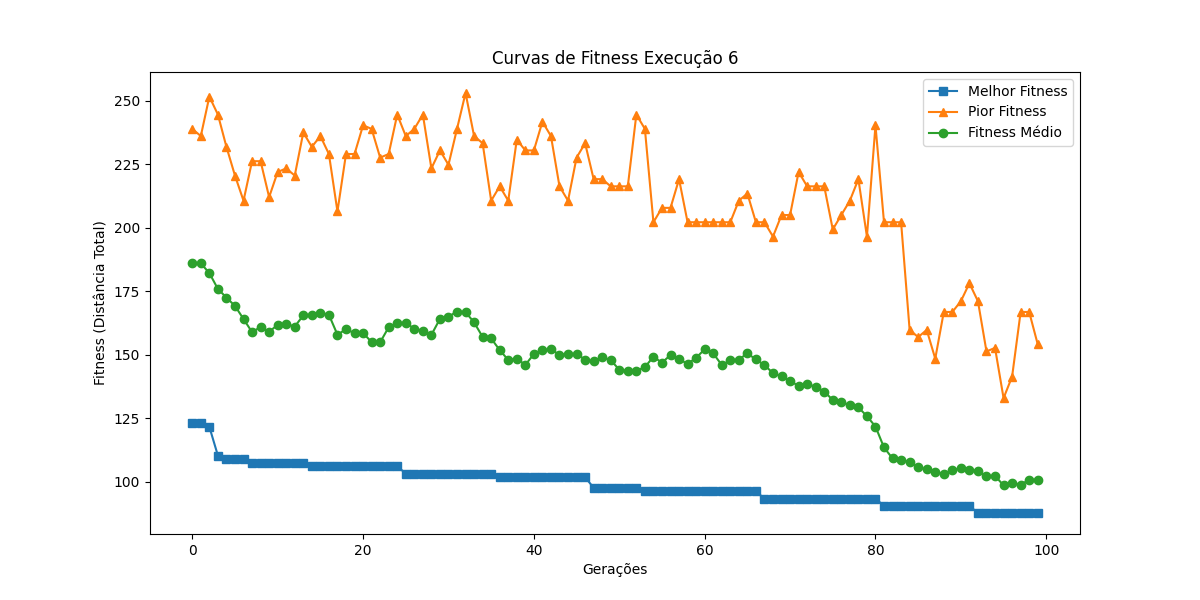 Curvas de Fitness Execução 6
Melhor Fitness
Pior Fitness
Fitness Médio
Fitness (Distância Total)
250
225
200
175
150
125
100
0 20 40 60 80 100
Gerações